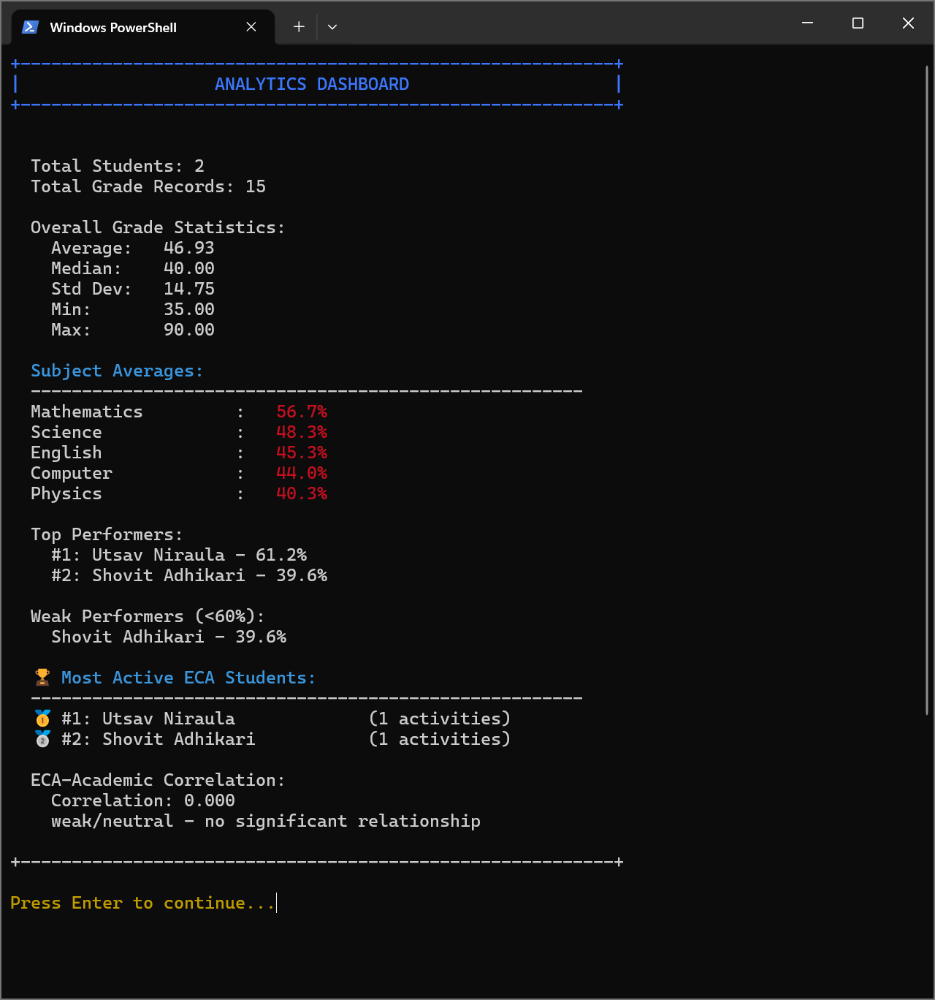 Windows PowerShell
+----------------------------------------------------------+
| ANALYTICS DASHBOARD |
+----------------------------------------------------------+
Total Students: 2
Total Grade Records: 15
Overall Grade Statistics:
Average: 46.93
Median: 40.00
Std Dev: 14.75
Min: 35.00
Max: 90.00
Subject Averages:
------------------------------------------------------
Mathematics : 56.7%
Science : 48.3%
English : 45.3%
Computer : 44.0%
Physics : 40.3%
Top Performers:
#1: Utsav Niraula - 61.2%
#2: Shovit Adhikari - 39.6%
Weak Performers (<60%):
Shovit Adhikari - 39.6%
🏆 Most Active ECA Students:
------------------------------------------------------
🥇 #1: Utsav Niraula (1 activities)
🥈 #2: Shovit Adhikari (1 activities)
ECA-Academic Correlation:
Correlation: 0.000
weak/neutral - no significant relationship
+----------------------------------------------------------+
Press Enter to continue...